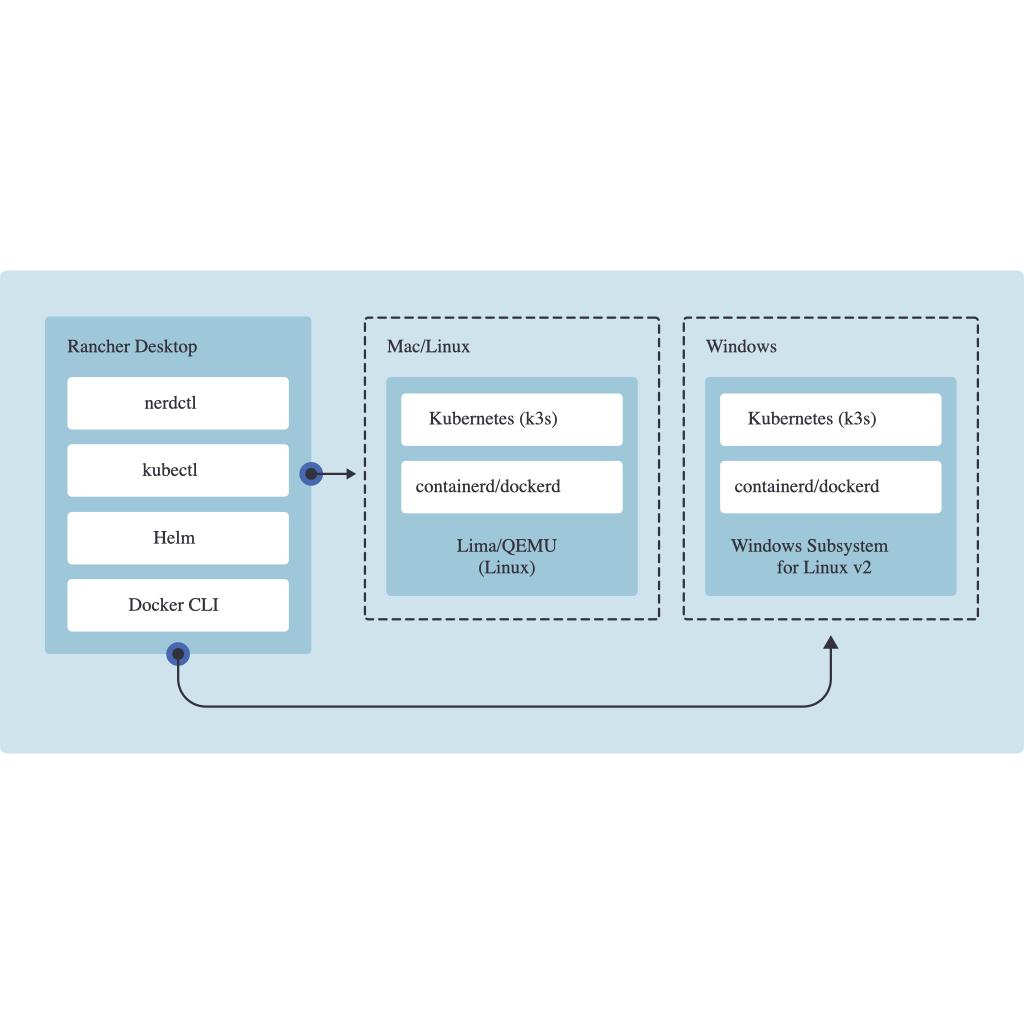 Rancher Desktop
nerdctl
kubectl
Helm
Docker CLI
Mac/Linux
Kubernetes (k3s)
containerd/dockerd
Lima/QEMU
(Linux)
Windows
Kubernetes (k3s)
containerd/dockerd
Windows Subsystem
for Linux v2